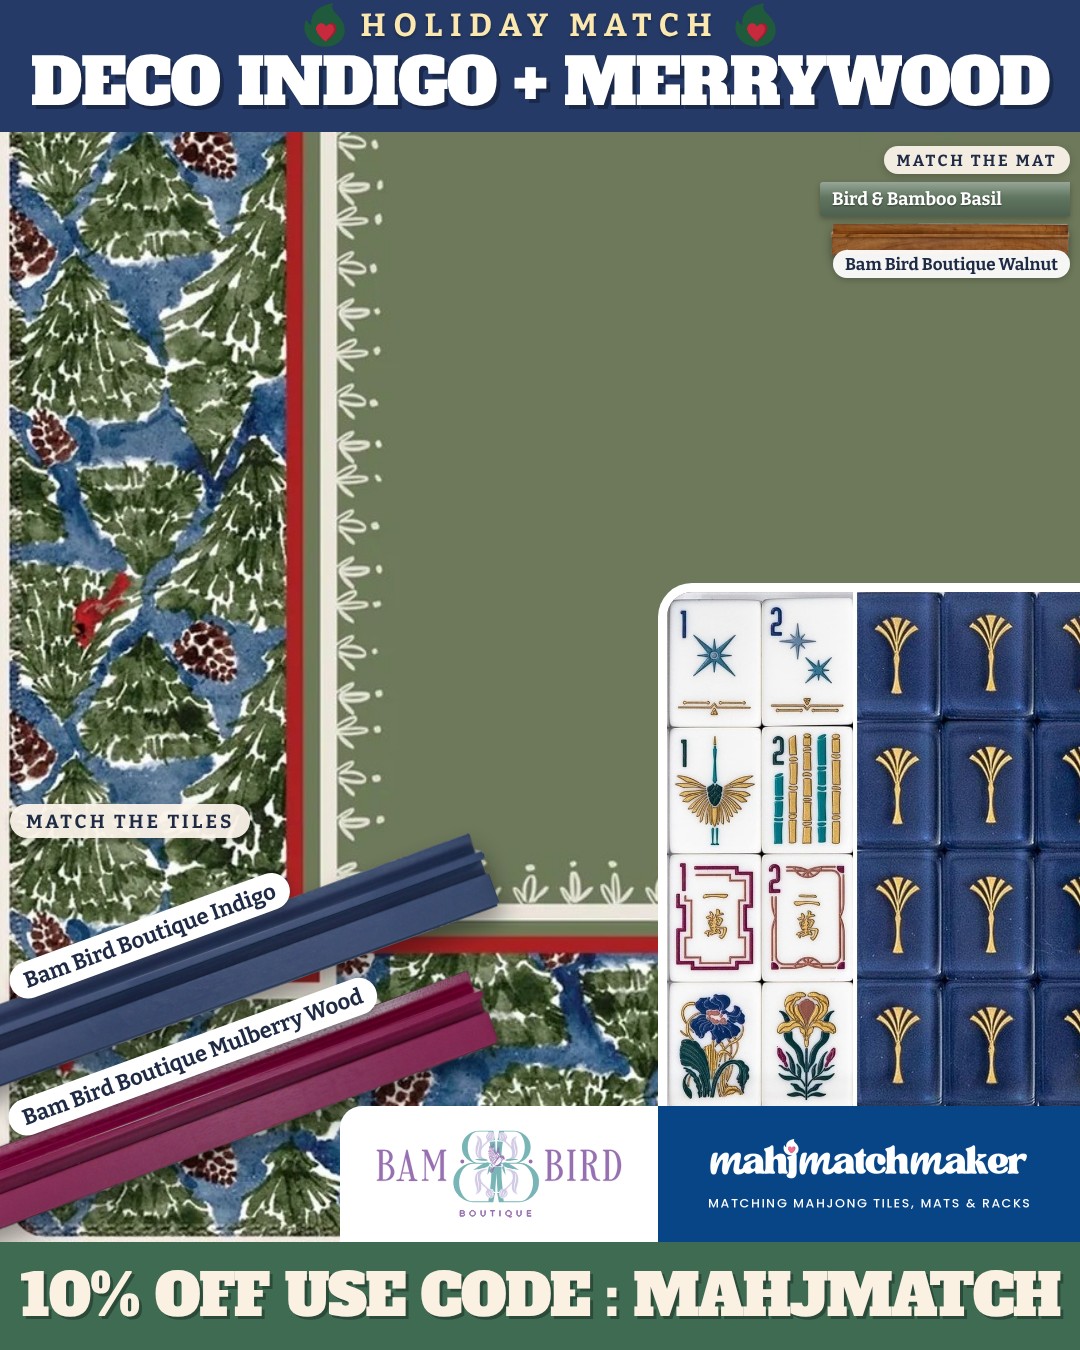 HOLIDAY MATCH
DECO INDIGO + MERRYWOOD
MATCH THE MAT
Bird & Bamboo Basil
Bam Bird Boutique Walnut
1 2
1 2
1 一萬 2 二萬
MATCH THE TILES
Bam Bird Boutique Indigo
Bam Bird Boutique Mulberry Wood
BAM BIRD
BOUTIQUE
mahjmatchmaker
MATCHING MAHJONG TILES, MATS & RACKS
10% OFF USE CODE : MAHJMATCH